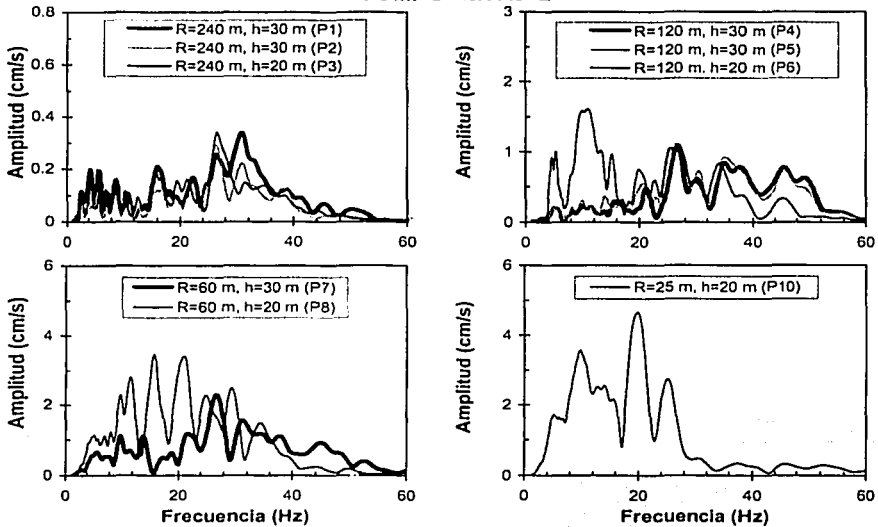 R=240 m, h=30 m (P1)
R=240 m, h=30 m (P2)
R=240 m, h=20 m (P3)
Amplitud (cm/s)
0.8
0.6
0.4
0.2
0
0 20 40 60
R=120 m, h=30 m (P4)
R=120 m, h=30 m (P5)
R=120 m, h=20 m (P6)
Amplitud (cm/s)
3
2
1
0
0 20 40 60
R=60 m, h=30 m (P7)
R=60 m, h=20 m (P8)
Amplitud (cm/s)
6
4
2
0
0 20 40 60
Frecuencia (Hz)
R=25 m, h=20 m (P10)
Amplitud (cm/s)
6
4
2
0
0 20 40 60
Frecuencia (Hz)